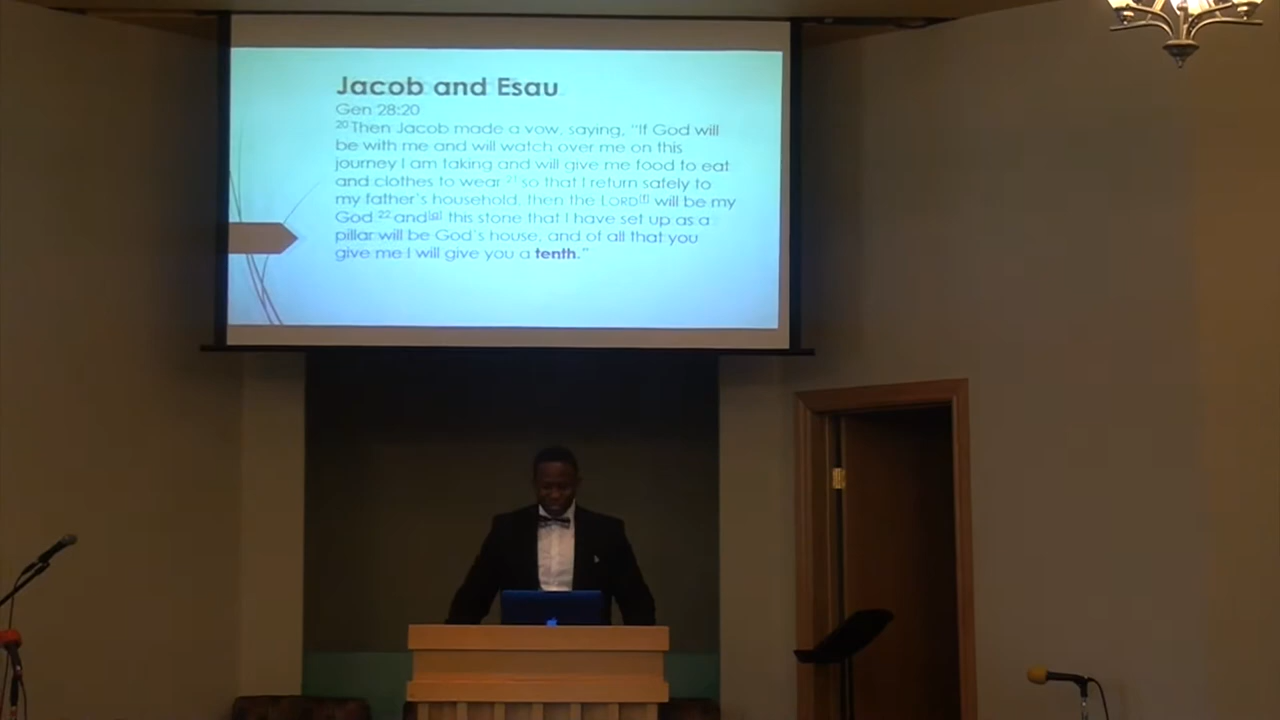 Jacob and Esau
Gen 28:20
20 Then Jacob made a vow, saying, “If God will
be with me and will watch over me on this
journey I am taking and will give me food to eat
and clothes to wear 21 so that I return safely to
my father’s household, then the LORD[f] will be my
God 22 and[g] this stone that I have set up as a
pillar will be God’s house, and of all that you
give me I will give you a tenth.”